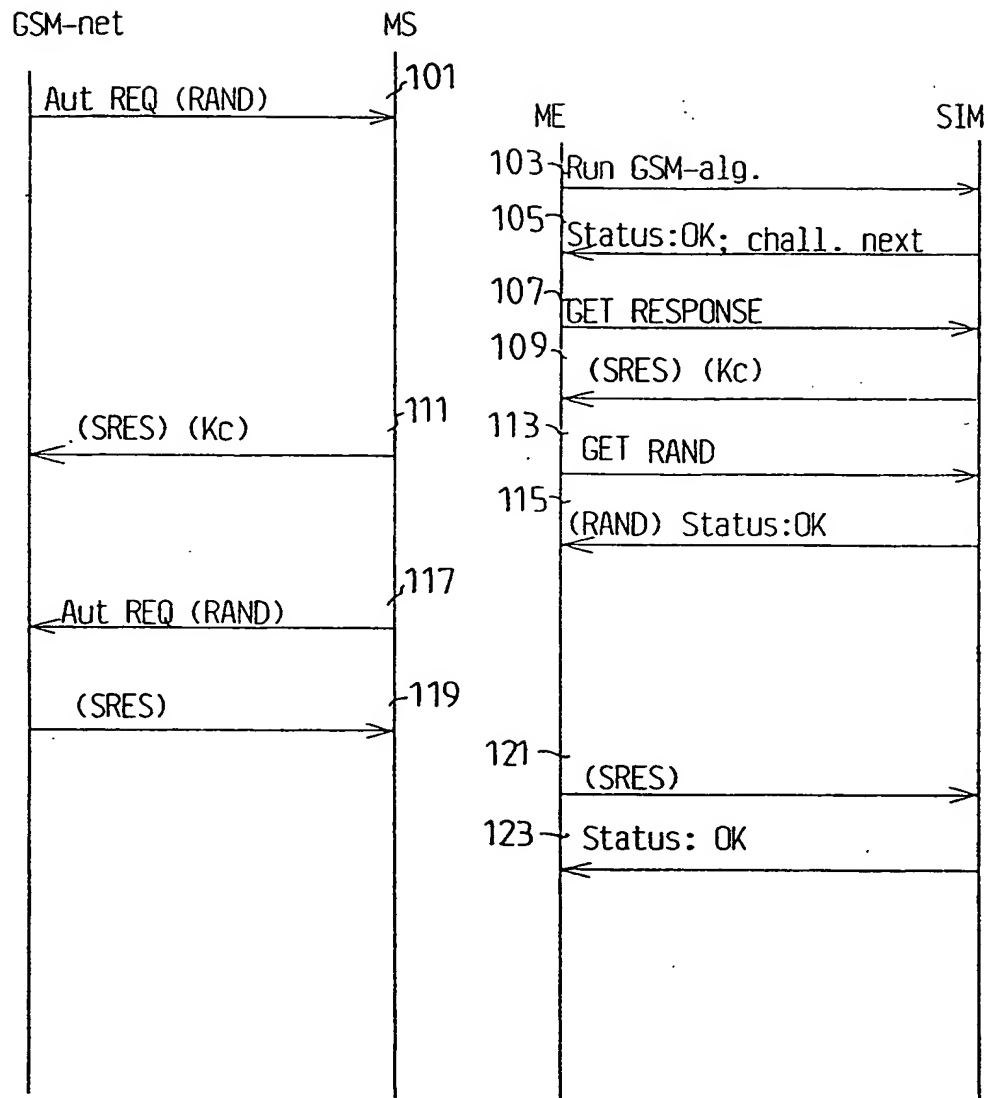 GSM-net MS
101
Aut REQ (RAND)
ME SIM
103
Run GSM-alg.
105
Status:OK; chall. next
107
GET RESPONSE
109
(SRES) (Kc)
111
(SRES) (Kc)
113
GET RAND
115
(RAND) Status:OK
117
Aut REQ (RAND)
119
(SRES)
121
(SRES)
123
Status: OK